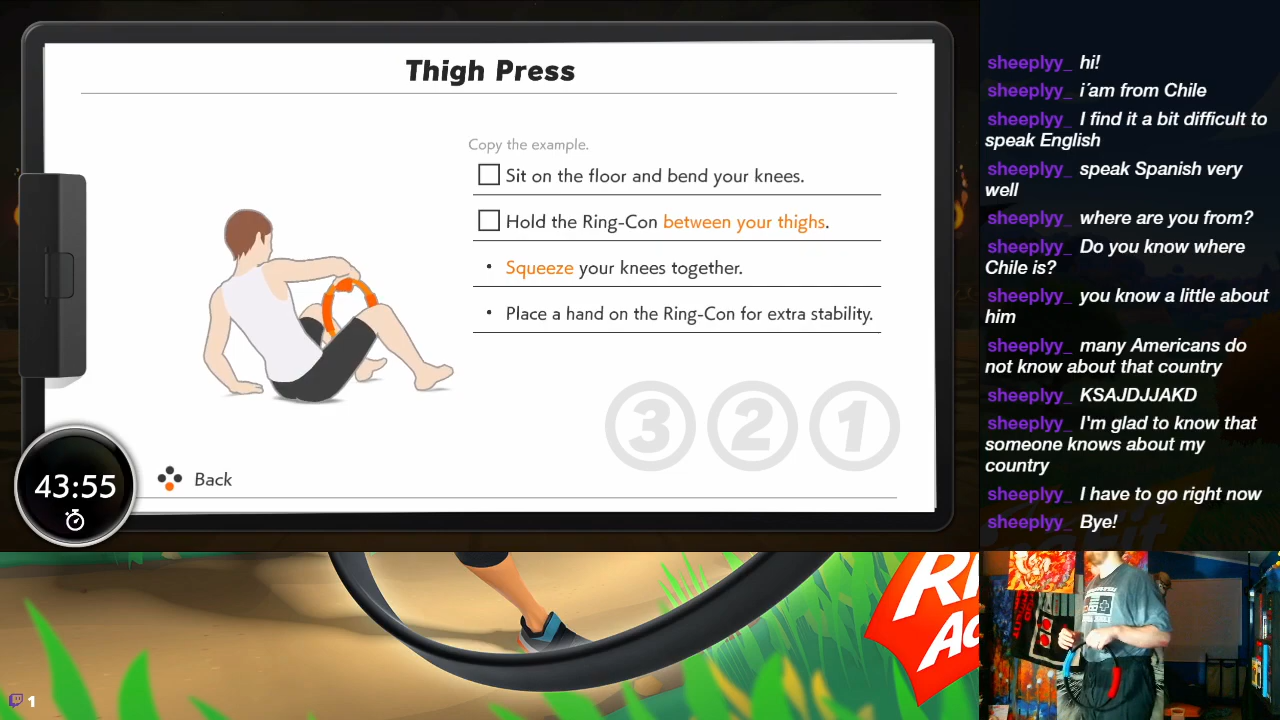 Thigh Press
Copy the example.
Sit on the floor and bend your knees.
Hold the Ring-Con between your thighs.
Squeeze your knees together.
Place a hand on the Ring-Con for extra stability.
3 2 1
43:55
Back
1
sheeplyy_ hi!
sheeplyy_ i´am from Chile
sheeplyy_ I find it a bit difficult to
speak English
sheeplyy_ speak Spanish very
well
sheeplyy_ where are you from?
sheeplyy_ Do you know where
Chile is?
sheeplyy_ you know a little about
him
sheeplyy_ many Americans do
not know about that country
sheeplyy_ KSAJDJJAKD
sheeplyy_ I'm glad to know that
someone knows about my
country
sheeplyy_ I have to go right now
sheeplyy_ Bye!